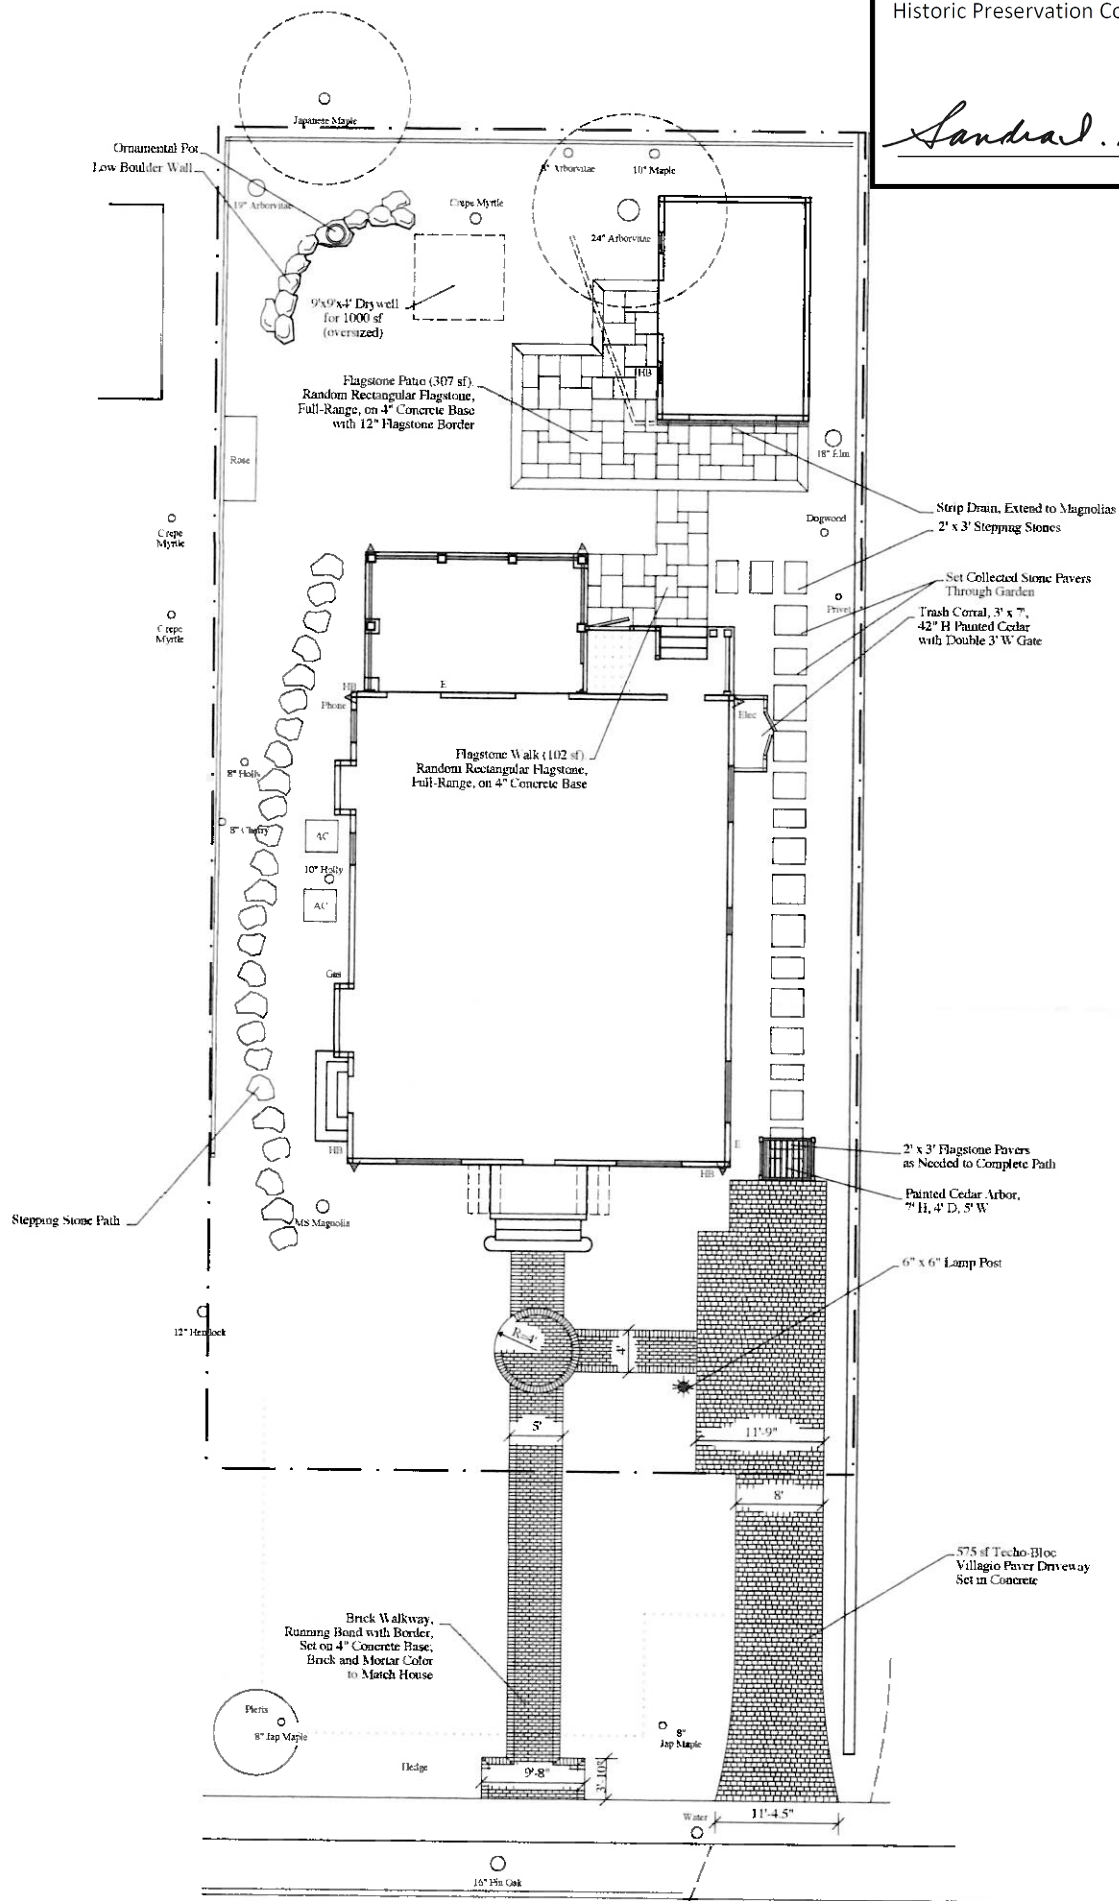 Historic Preservation Co
Japanese Maple
Ornamental Pot
Low Boulder Wall
8" Arborvitae
10" Maple
19" Arborvitae
Crepe Myrtle
24" Arborvitae
9'x9'x4' Drywell
for 1000 sf
(oversized)
HB
Flagstone Patio (307 sf)
Random Rectangular Flagstone,
Full-Range, on 4" Concrete Base
with 12" Flagstone Border
18" Elm
Rose
Strip Drain, Extend to Magnolias
Dogwood
2' x 3' Stepping Stones
Crepe
Myrtle
Set Collected Stone Pavers
Through Garden
Privet
Trash Corral, 3' x 7',
42" H Painted Cedar
with Double 3' W Gate
Crepe
Myrtle
HB
E
Phone
Elec
Flagstone Walk (102 sf)
Random Rectangular Flagstone,
Full-Range, on 4" Concrete Base
8" Holly
8" Cherry
AC
10" Holly
AC
Gas
HB
E
HB
2' x 3' Flagstone Pavers
as Needed to Complete Path
Painted Cedar Arbor,
7' H, 4' D, 5' W
Stepping Stone Path
MS Magnolia
6" x 6" Lamp Post
12" Hemlock
R=4'
4'
5'
11'-9"
8'
575 sf Techo-Bloc
Villagio Paver Driveway
Set in Concrete
Brick Walkway,
Running Bond with Border,
Set on 4" Concrete Base;
Brick and Mortar Color
to Match House
Pieris
8" Jap Maple
8"
Jap Maple
Hedge
9'-8"
3'-10"
Water
11'-4.5"
16" Pin Oak